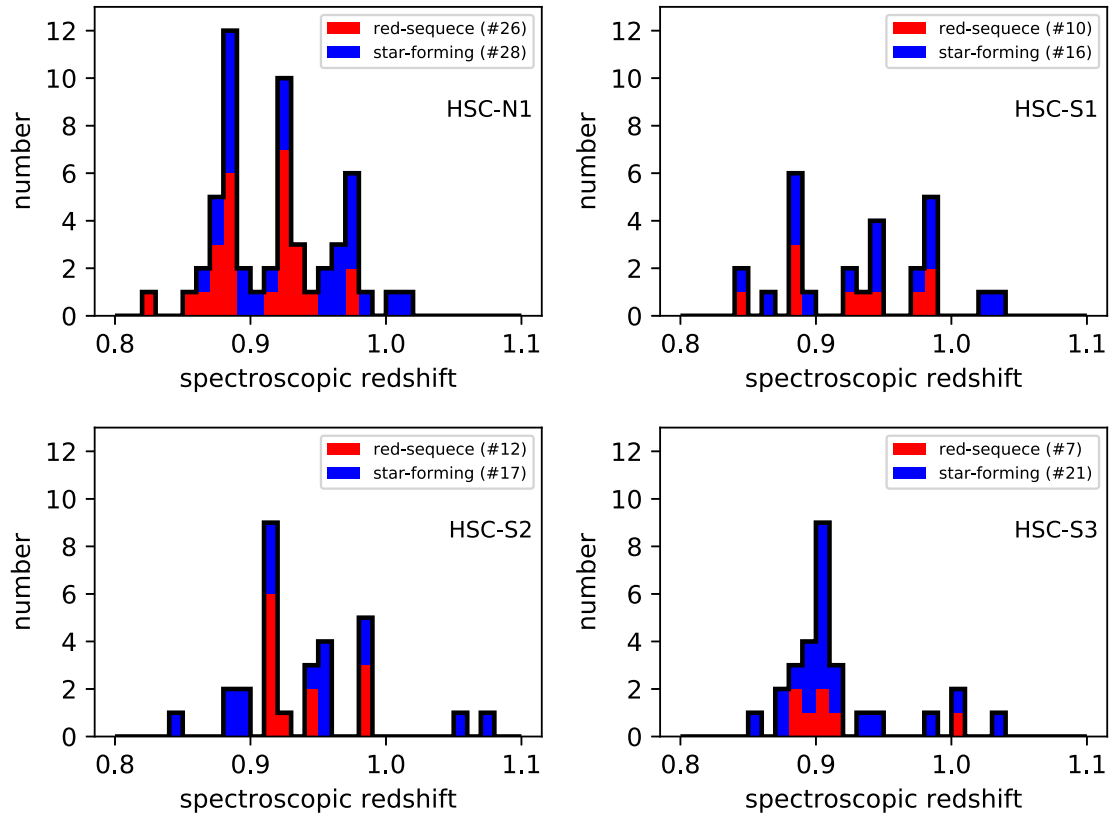 12
10
8
6
4
2
0
number
red-sequece (#26)
star-forming (#28)
HSC-N1
0.8 0.9 1.0 1.1
spectroscopic redshift
12
10
8
6
4
2
0
number
red-sequece (#10)
star-forming (#16)
HSC-S1
0.8 0.9 1.0 1.1
spectroscopic redshift
12
10
8
6
4
2
0
number
red-sequece (#12)
star-forming (#17)
HSC-S2
0.8 0.9 1.0 1.1
spectroscopic redshift
12
10
8
6
4
2
0
number
red-sequece (#7)
star-forming (#21)
HSC-S3
0.8 0.9 1.0 1.1
spectroscopic redshift